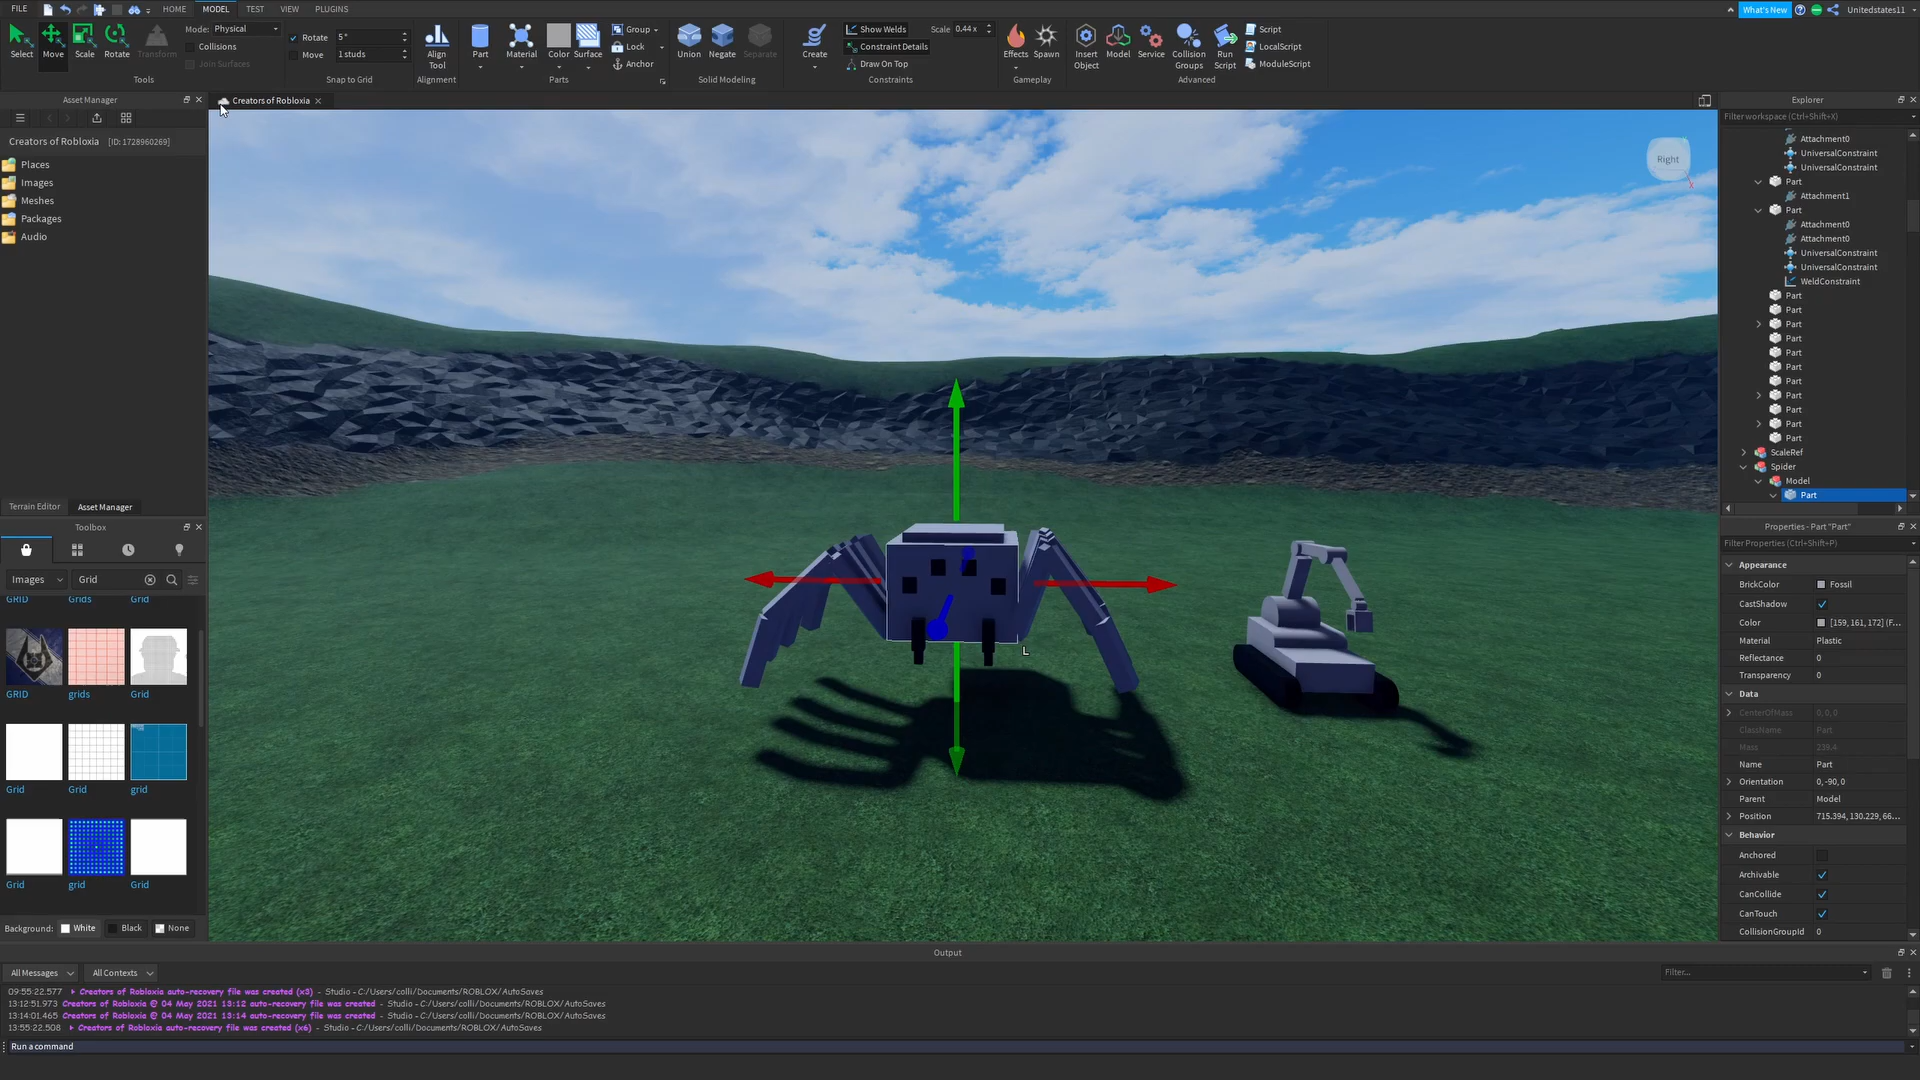 FILE HOME MODEL TEST VIEW PLUGINS
What's New Unitedstates11
Select Move Scale Rotate Transform
Mode: Physical
Collisions
Join Surfaces
Tools
Rotate 5°
Move 1 studs
Snap to Grid
Align Tool
Alignment
Part Material Color Surface
Group
Lock
Anchor
Parts
Union Negate Separate
Solid Modeling
Create
Show Welds
Constraint Details
Draw On Top
Scale 0.44 x
Constraints
Effects Spawn
Gameplay
Insert Object Model Service Collision Groups Run Script
Script
LocalScript
ModuleScript
Advanced
Asset Manager
Creators of Robloxia
Creators of Robloxia [ID: 1728960269]
Places
Images
Meshes
Packages
Audio
Terrain Editor Asset Manager
Toolbox
Images Grid
GRID Grids Grid
GRID grids Grid
Grid Grid grid
Grid grid Grid
Background: White Black None
Right
L
Explorer
Filter workspace (Ctrl+Shift+X)
Attachment0
UniversalConstraint
UniversalConstraint
Part
Attachment1
Part
Attachment0
Attachment0
UniversalConstraint
UniversalConstraint
WeldConstraint
Part
Part
Part
Part
Part
Part
Part
Part
Part
Part
Part
ScaleRef
Spider
Model
Part
Properties - Part "Part"
Filter Properties (Ctrl+Shift+P)
Appearance
BrickColor Fossil
CastShadow
Color [159, 161, 172] (F...
Material Plastic
Reflectance 0
Transparency 0
Data
CenterOfMass 0, 0, 0
ClassName Part
Mass 239.4
Name Part
Orientation 0, -90, 0
Parent Model
Position 715.394, 130.229, 66...
Behavior
Anchored
Archivable
CanCollide
CanTouch
CollisionGroupId 0
Output
All Messages All Contexts Filter...
09:55:22.577 Creators of Robloxia auto-recovery file was created (x3) - Studio - C:/Users/colli/Documents/ROBLOX/AutoSaves
13:12:51.973 Creators of Robloxia @ 04 May 2021 13:12 auto-recovery file was created - Studio - C:/Users/colli/Documents/ROBLOX/AutoSaves
13:14:01.465 Creators of Robloxia @ 04 May 2021 13:14 auto-recovery file was created - Studio - C:/Users/colli/Documents/ROBLOX/AutoSaves
13:55:22.508 Creators of Robloxia auto-recovery file was created (x6) - Studio - C:/Users/colli/Documents/ROBLOX/AutoSaves
Run a command